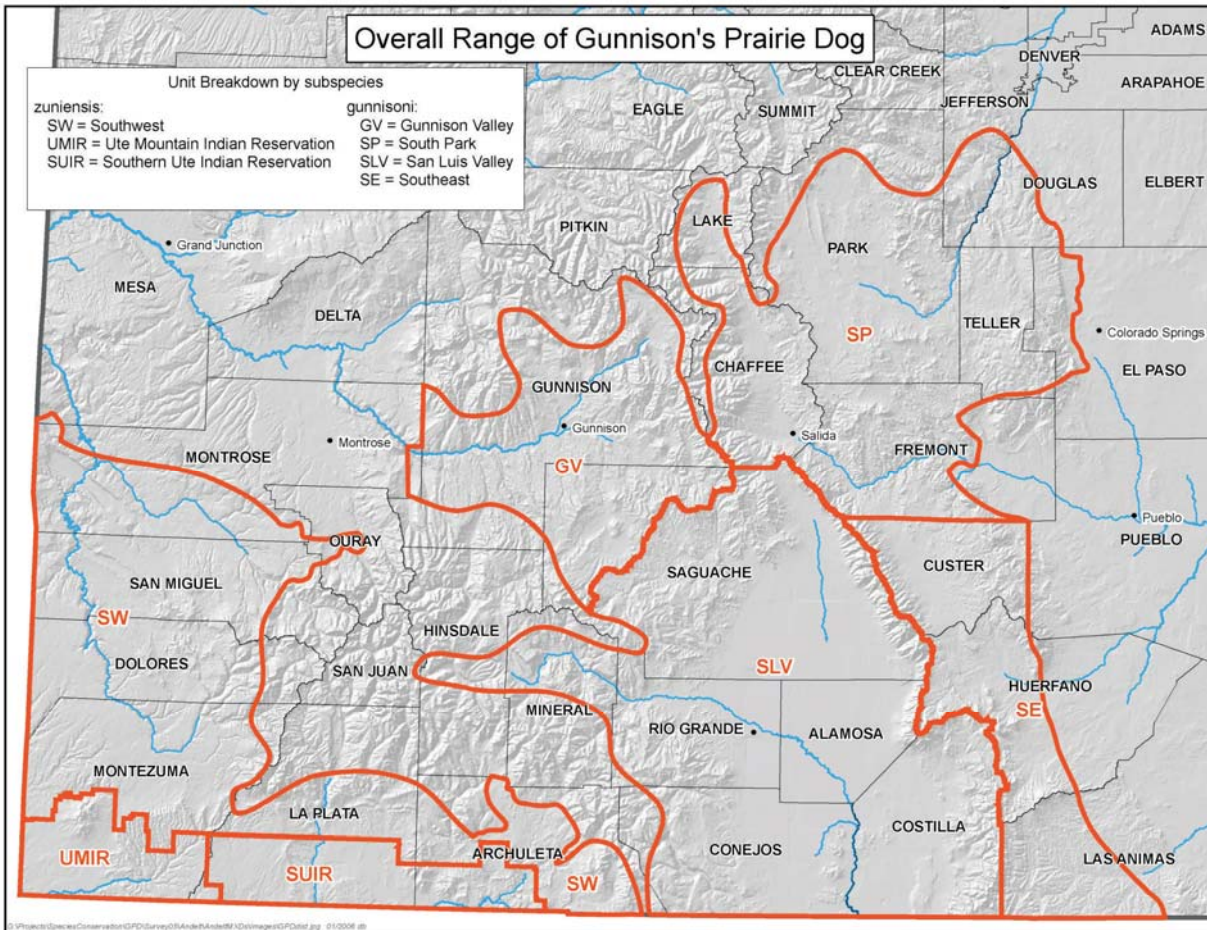 Overall Range of Gunnison's Prairie Dog
Unit Breakdown by subspecies
zuniensis:
SW = Southwest
UMIR = Ute Mountain Indian Reservation
SUIR = Southern Ute Indian Reservation
gunnisoni:
GV = Gunnison Valley
SP = South Park
SLV = San Luis Valley
SE = Southeast
ADAMS
DENVER
CLEAR CREEK
ARAPAHOE
EAGLE
SUMMIT
JEFFERSON
DOUGLAS
ELBERT
LAKE
PITKIN
PARK
Grand Junction
MESA
DELTA
TELLER
SP
Colorado Springs
CHAFFEE
EL PASO
GUNNISON
Gunnison
Salida
Montrose
MONTROSE
FREMONT
GV
Pueblo
PUEBLO
OURAY
CUSTER
SAGUACHE
SAN MIGUEL
SW
HINSDALE
DOLORES
SAN JUAN
SLV
HUERFANO
SE
MINERAL
RIO GRANDE
ALAMOSA
MONTEZUMA
LA PLATA
COSTILLA
UMIR
SUIR
ARCHULETA
SW
CONEJOS
LAS ANIMAS